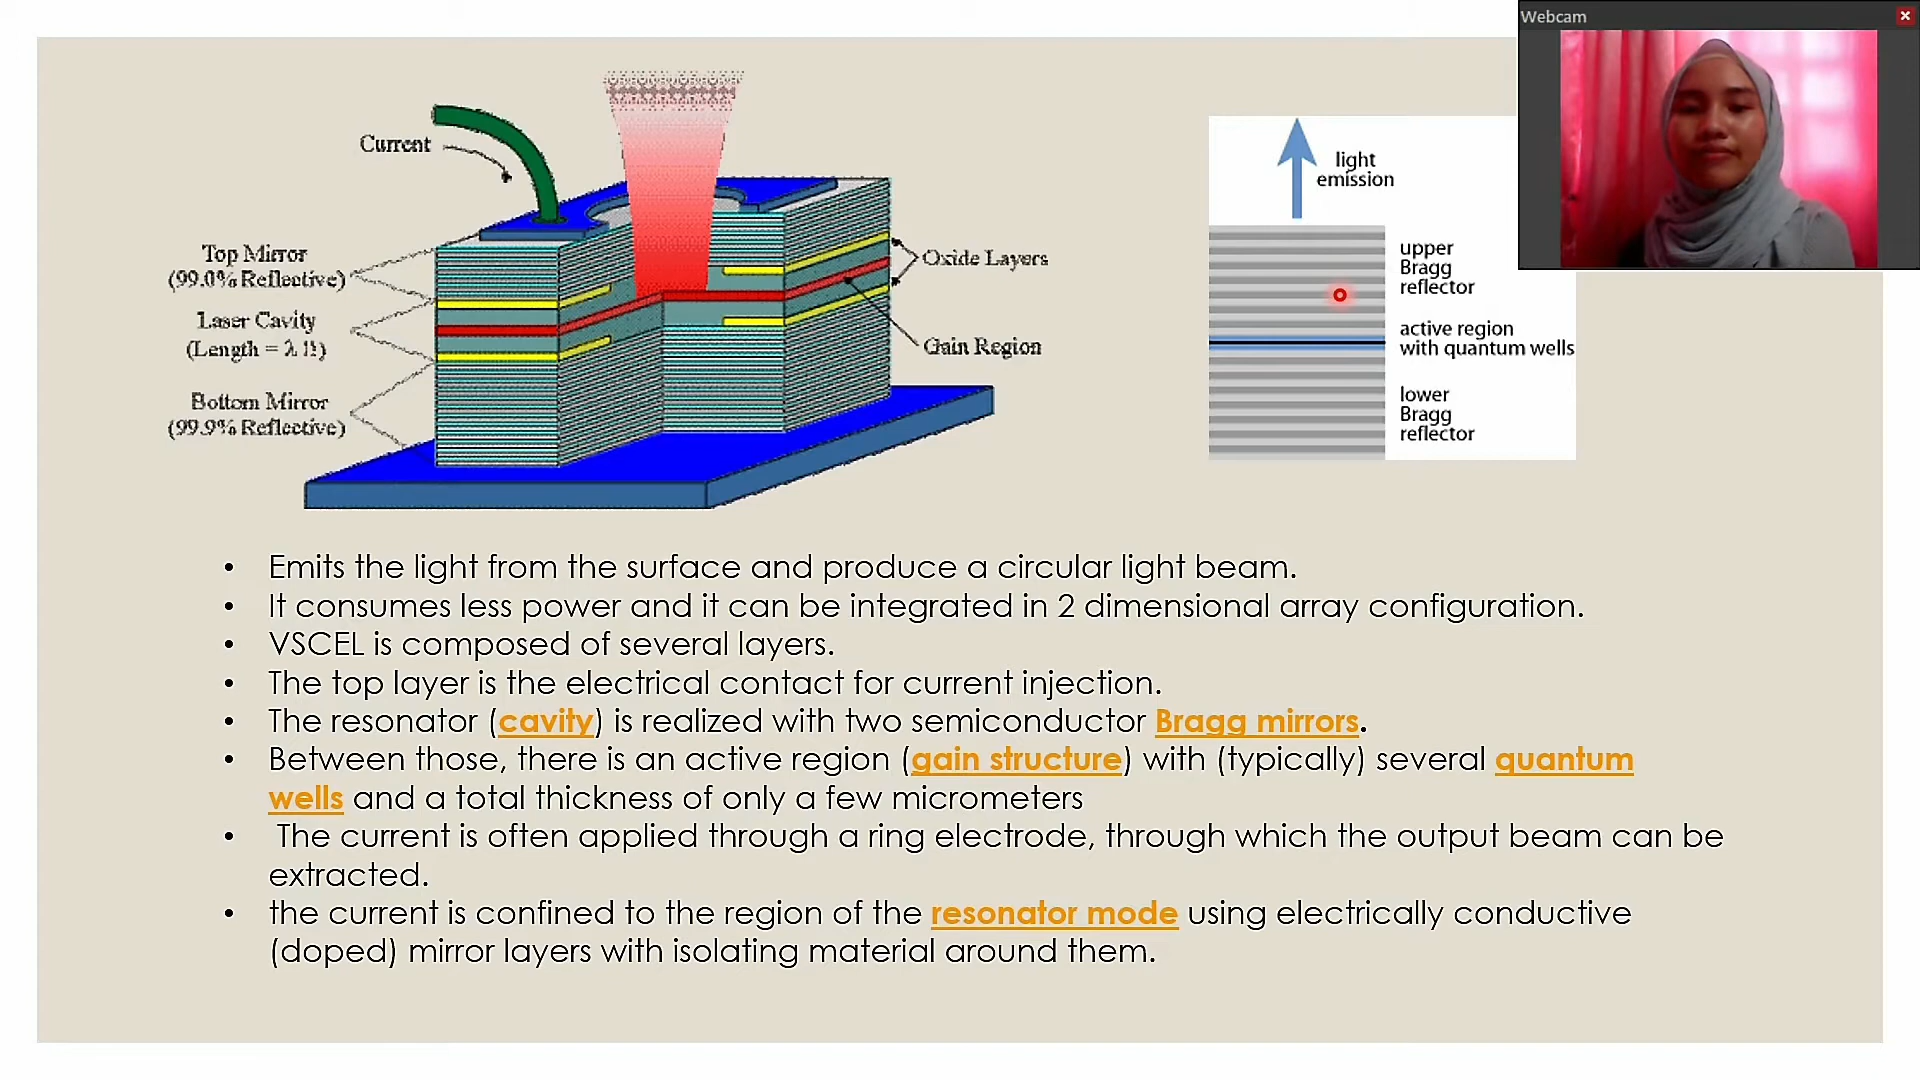 Webcam
Current
Top Mirror
(99.0% Reflective)
Laser Cavity
Bottom Mirror
(99.9% Reflective)
Oxide Layers
Gain Region
light
emission
upper
Bragg
reflector
active region
with quantum wells
lower
Bragg
reflector
• Emits the light from the surface and produce a circular light beam.
• It consumes less power and it can be integrated in 2 dimensional array configuration.
• VSCEL is composed of several layers.
• The top layer is the electrical contact for current injection.
• The resonator (cavity) is realized with two semiconductor Bragg mirrors.
• Between those, there is an active region (gain structure) with (typically) several quantum
wells and a total thickness of only a few micrometers
• The current is often applied through a ring electrode, through which the output beam can be
extracted.
• the current is confined to the region of the resonator mode using electrically conductive
(doped) mirror layers with isolating material around them.